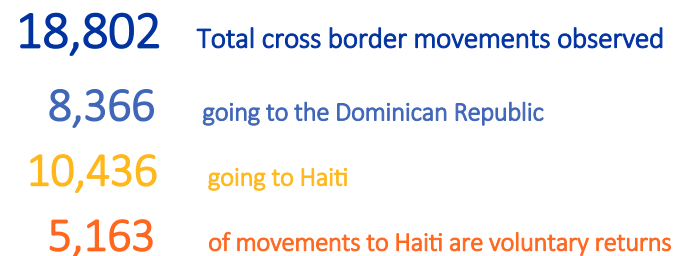 18,802 Total cross border movements observed
8,366 going to the Dominican Republic
10,436 going to Haiti
5,163 of movements to Haiti are voluntary returns